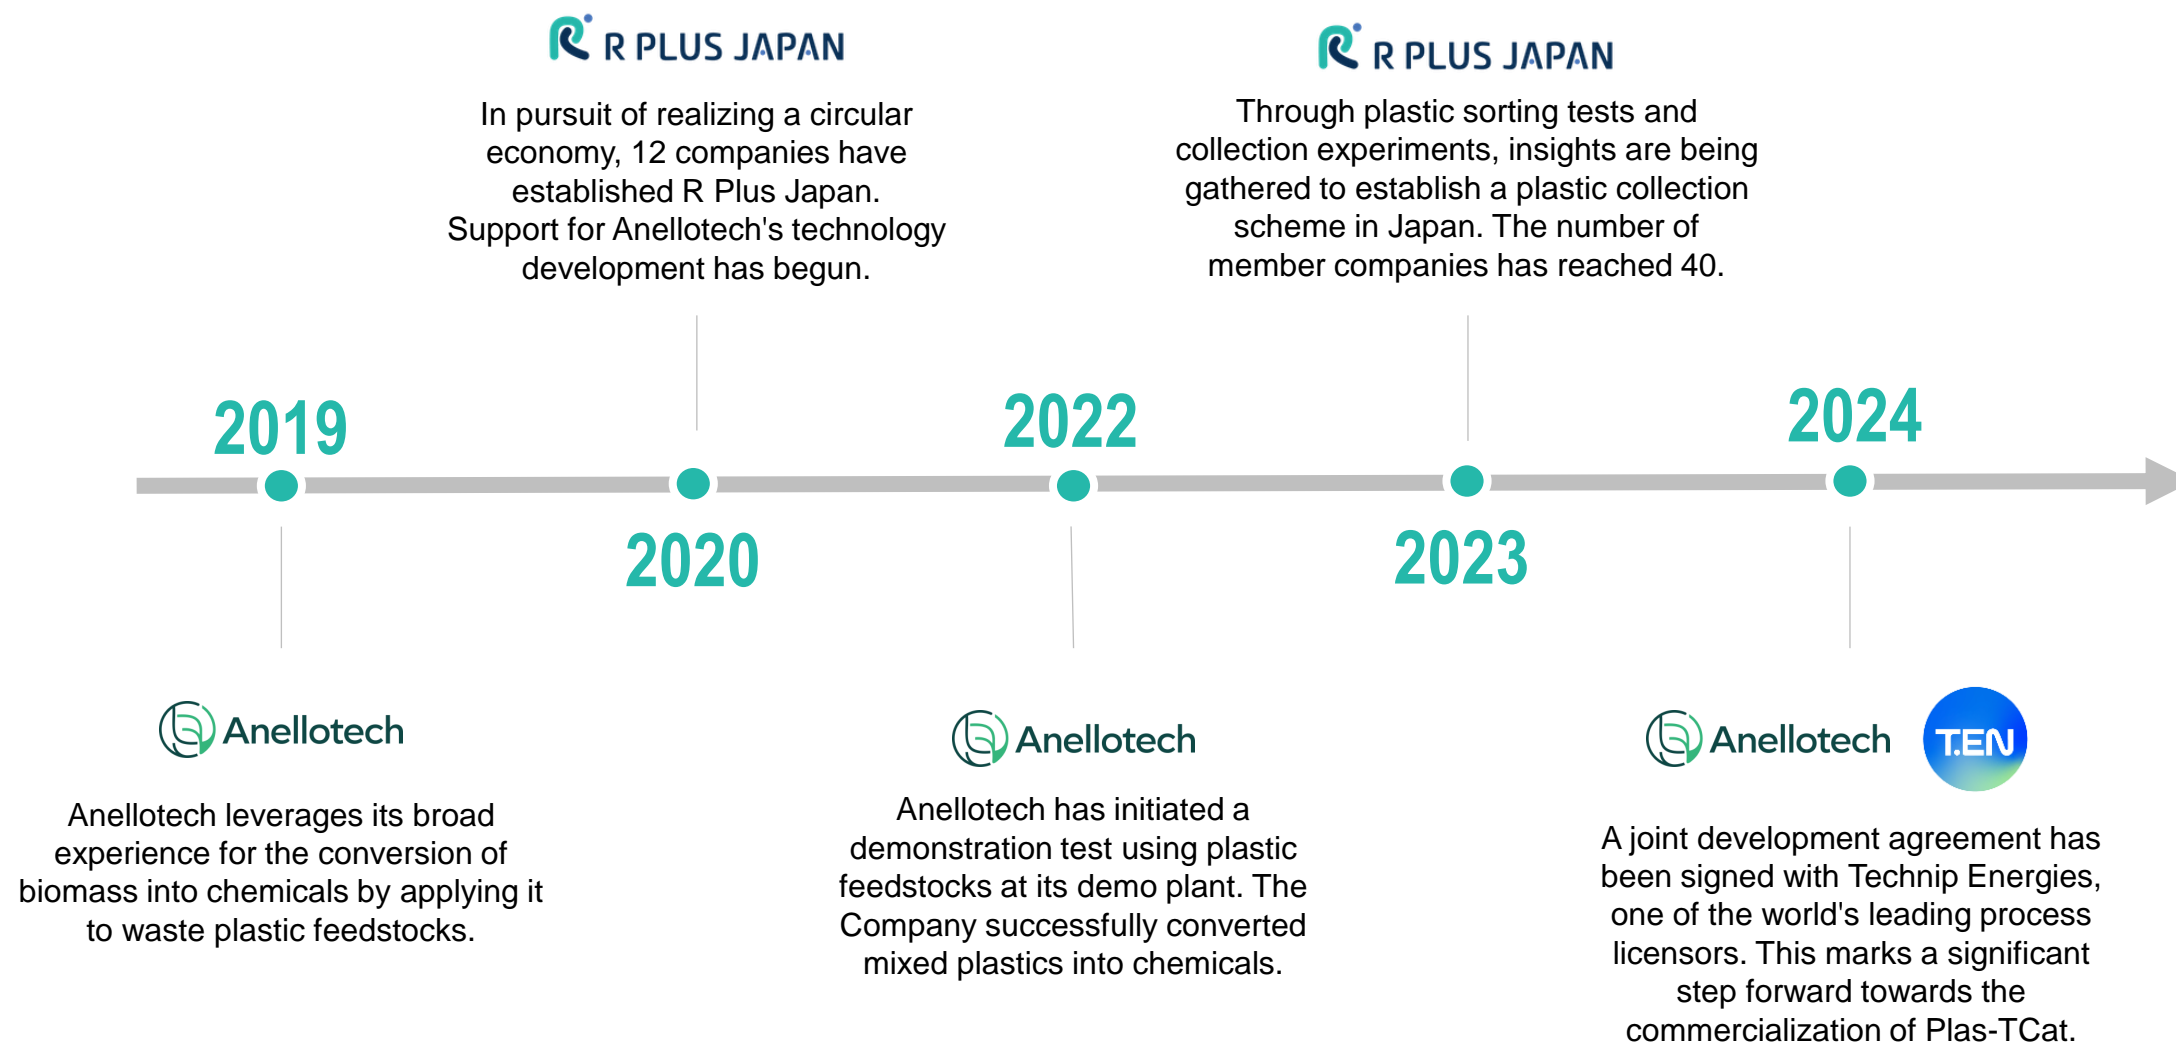 R PLUS JAPAN
In pursuit of realizing a circular
economy, 12 companies have
established R Plus Japan.
Support for Anellotech's technology
development has begun.
R PLUS JAPAN
Through plastic sorting tests and
collection experiments, insights are being
gathered to establish a plastic collection
scheme in Japan. The number of
member companies has reached 40.
2019
2020
2022
2023
2024
Anellotech
Anellotech leverages its broad
experience for the conversion of
biomass into chemicals by applying it
to waste plastic feedstocks.
Anellotech
Anellotech has initiated a
demonstration test using plastic
feedstocks at its demo plant. The
Company successfully converted
mixed plastics into chemicals.
Anellotech
T.EN
A joint development agreement has
been signed with Technip Energies,
one of the world's leading process
licensors. This marks a significant
step forward towards the
commercialization of Plas-TCat.